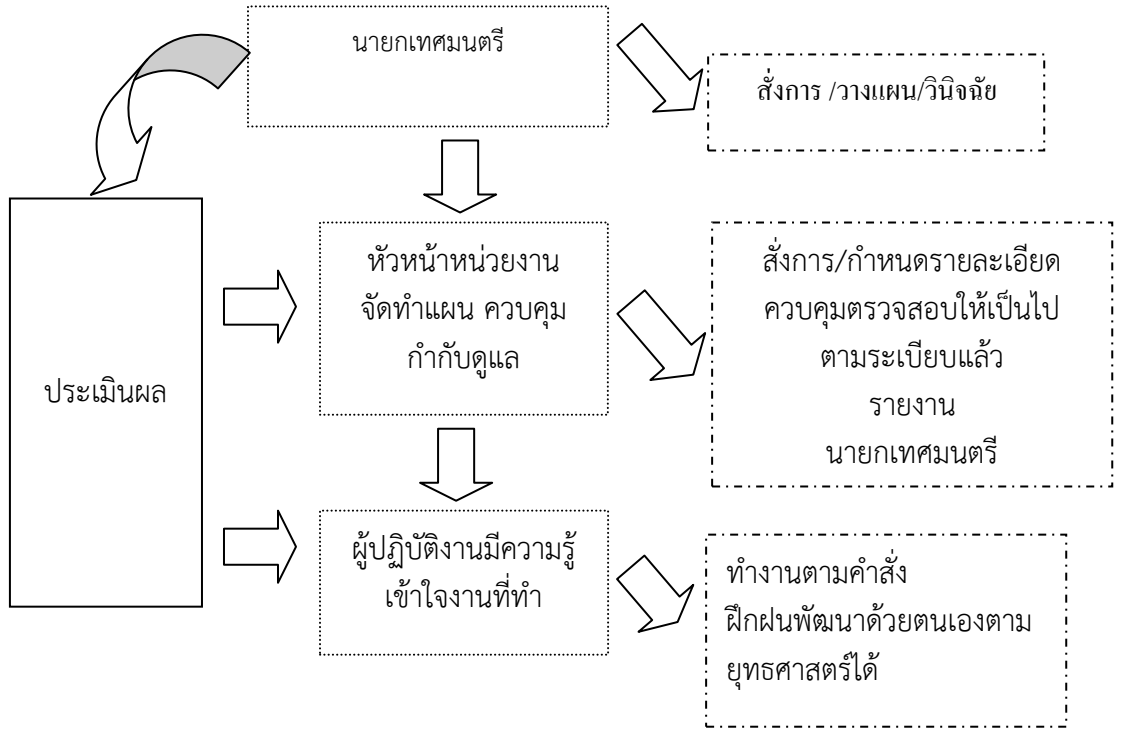 นายกเทศมนตรี
สั่งการ /วางแผน/วินิจฉัย
หัวหน้าหน่วยงาน
จัดทำแผน ควบคุม
กำกับดูแล
สั่งการ/กำหนดรายละเอียด
ควบคุมตรวจสอบให้เป็นไป
ตามระเบียบแล้ว
รายงาน
นายกเทศมนตรี
ประเมินผล
ผู้ปฏิบัติงานมีความรู้
เข้าใจงานที่ทำ
ทำงานตามคำสั่ง
ฝึกฝนพัฒนาด้วยตนเองตาม
ยุทธศาสตร์ได้